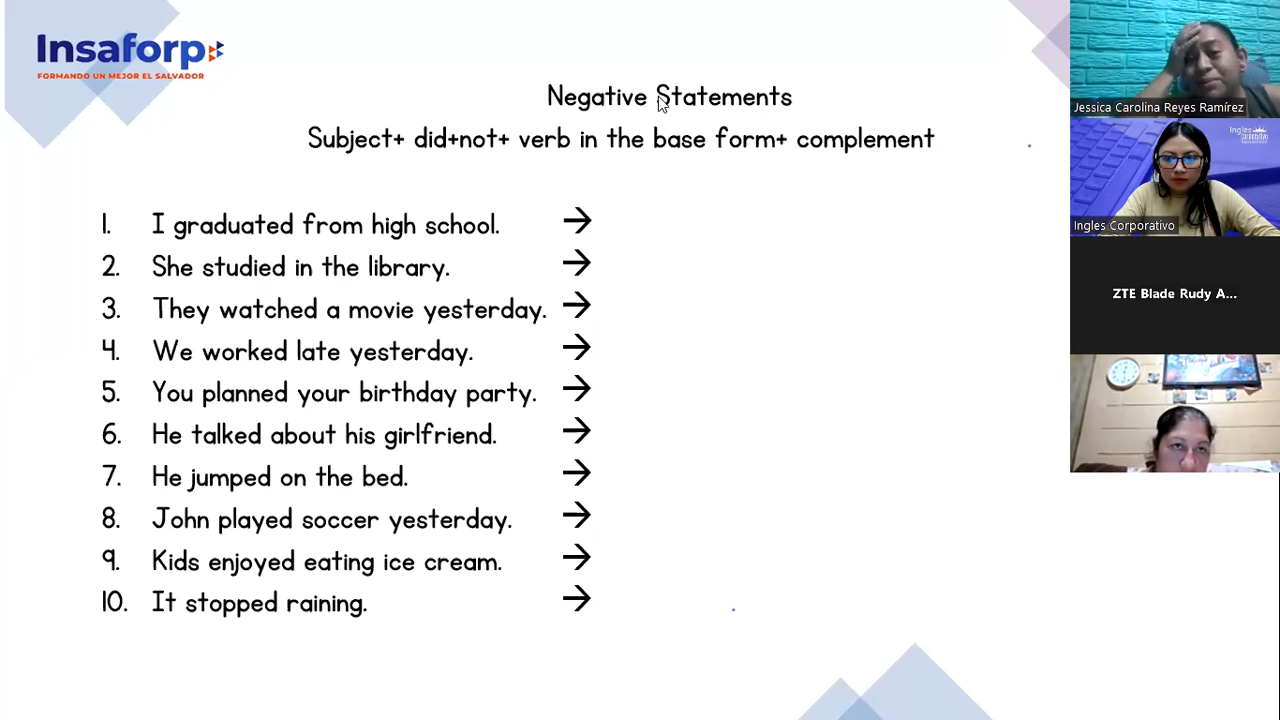 Insaforp
FORMANDO UN MEJOR EL SALVADOR
Negative Statements
Subject+ did+not+ verb in the base form+ complement
1. I graduated from high school. →
2. She studied in the library. →
3. They watched a movie yesterday. →
4. We worked late yesterday. →
5. You planned your birthday party. →
6. He talked about his girlfriend. →
7. He jumped on the bed. →
8. John played soccer yesterday. →
9. Kids enjoyed eating ice cream. →
10. It stopped raining. →
Jessica Carolina Reyes Ramírez
Ingles Corporativo
ZTE Blade Rudy A...